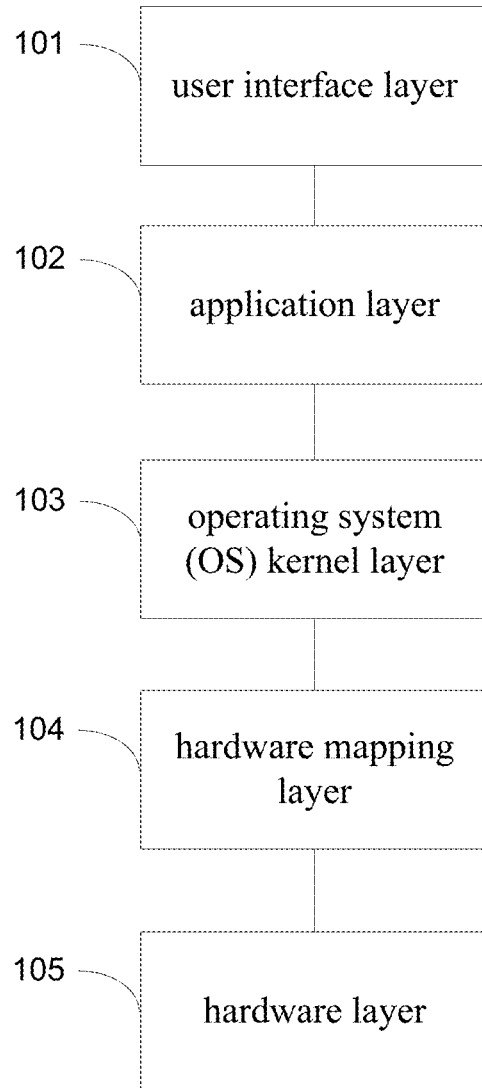 101
user interface layer
102
application layer
103
operating system
(OS) kernel layer
104
hardware mapping
layer
105
hardware layer